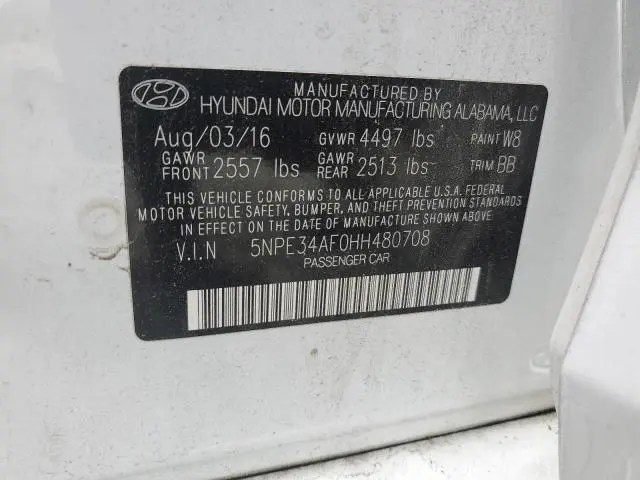 MANUFACTURED BY
HYUNDAI MOTOR MANUFACTURING ALABAMA, LLC
Aug/03/16 GVWR 4497 lbs PAINT W8
GAWR FRONT 2557 lbs GAWR REAR 2513 lbs TRIM BB
THIS VEHICLE CONFORMS TO ALL APPLICABLE U.S.A. FEDERAL
MOTOR VEHICLE SAFETY, BUMPER, AND THEFT PREVENTION STANDARDS
IN EFFECT ON THE DATE OF MANUFACTURE SHOWN ABOVE.
V.I.N 5NPE34AF0HH480708
PASSENGER CAR